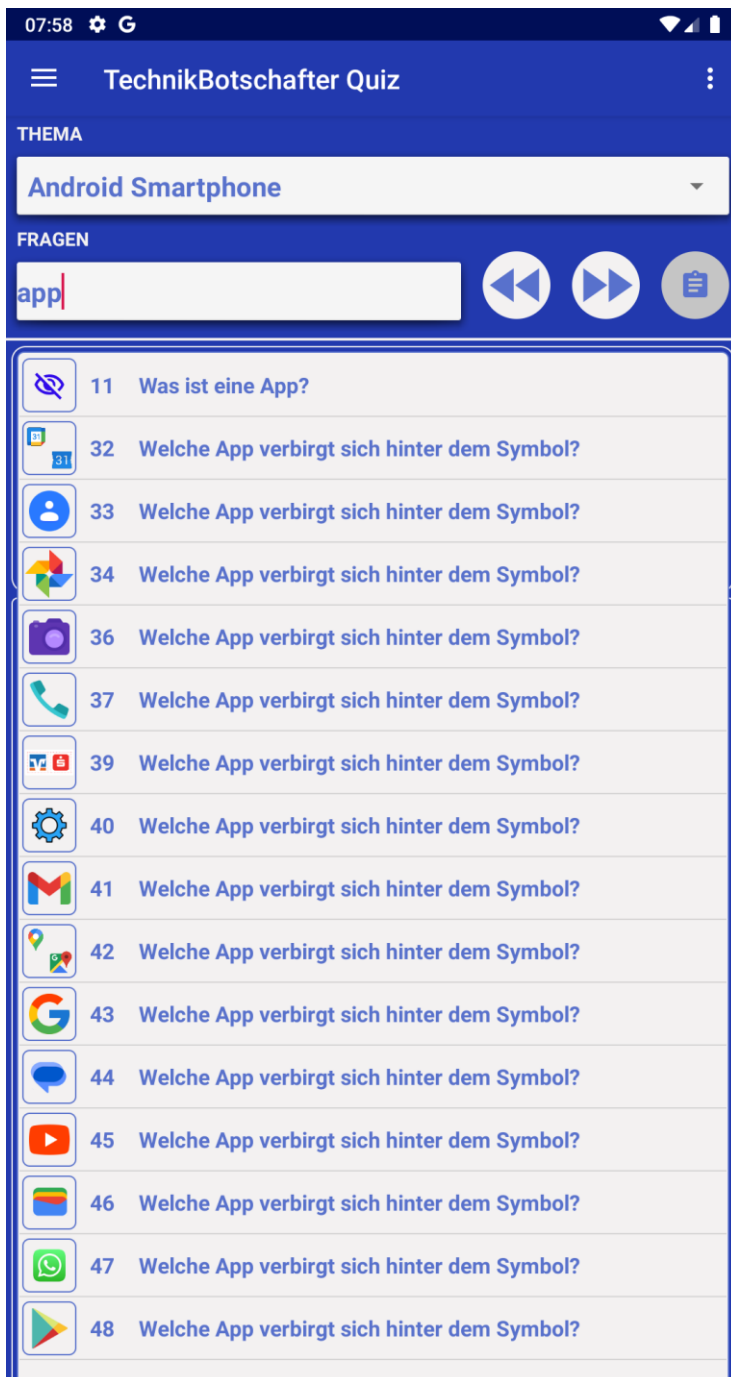 07:58 G
TechnikBotschafter Quiz
THEMA
Android Smartphone
FRAGEN
app
11 Was ist eine App?
31
31
32 Welche App verbirgt sich hinter dem Symbol?
33 Welche App verbirgt sich hinter dem Symbol?
34 Welche App verbirgt sich hinter dem Symbol?
36 Welche App verbirgt sich hinter dem Symbol?
37 Welche App verbirgt sich hinter dem Symbol?
39 Welche App verbirgt sich hinter dem Symbol?
40 Welche App verbirgt sich hinter dem Symbol?
41 Welche App verbirgt sich hinter dem Symbol?
42 Welche App verbirgt sich hinter dem Symbol?
G 43 Welche App verbirgt sich hinter dem Symbol?
44 Welche App verbirgt sich hinter dem Symbol?
45 Welche App verbirgt sich hinter dem Symbol?
46 Welche App verbirgt sich hinter dem Symbol?
47 Welche App verbirgt sich hinter dem Symbol?
48 Welche App verbirgt sich hinter dem Symbol?